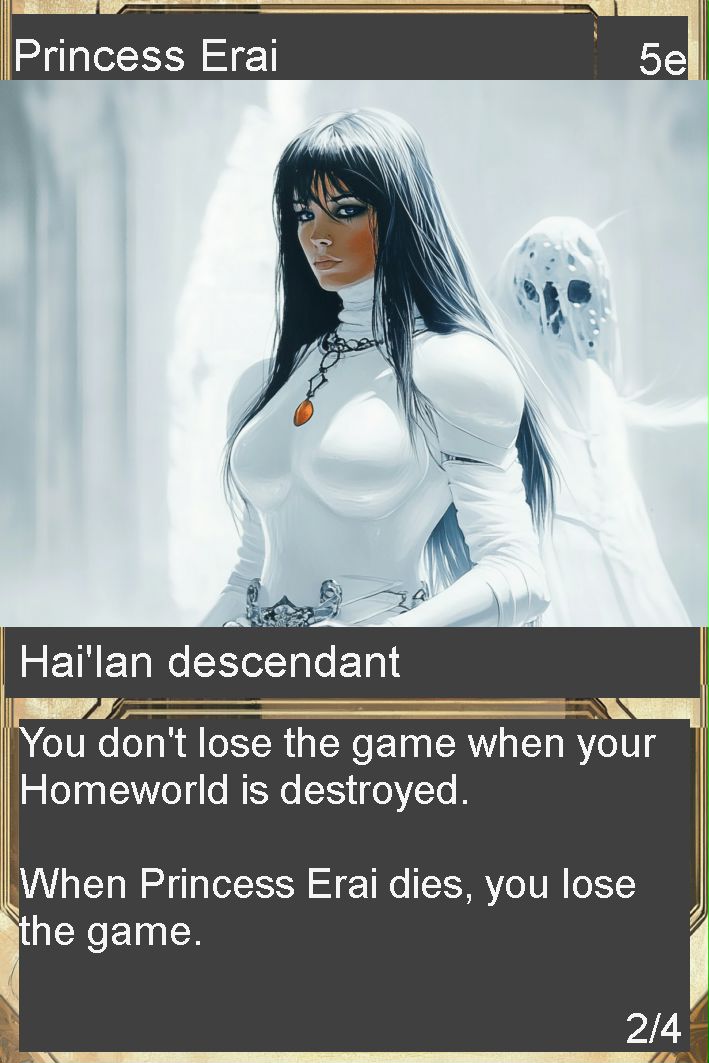 Princess Erai
5e
Hai'lan descendant
You don't lose the game when your
Homeworld is destroyed.
When Princess Erai dies, you lose
the game.
2/4